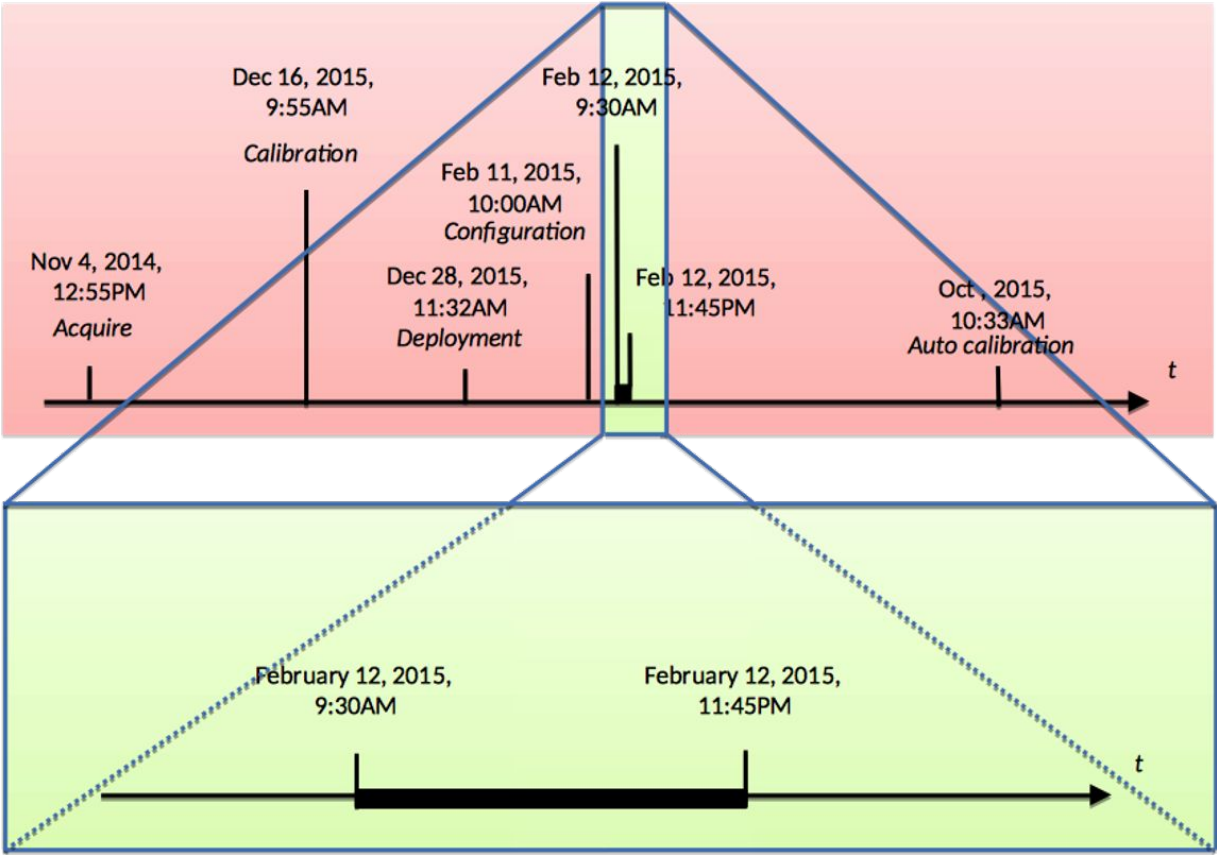 Dec 16, 2015,
9:55AM
Calibration
Feb 12, 2015,
9:30AM
Feb 11, 2015,
10:00AM
Configuration
Nov 4, 2014,
12:55PM
Acquire
Dec 28, 2015,
11:32AM
Deployment
Feb 12, 2015,
11:45PM
Oct , 2015,
10:33AM
Auto calibration
t
February 12, 2015,
9:30AM
February 12, 2015,
11:45PM
t